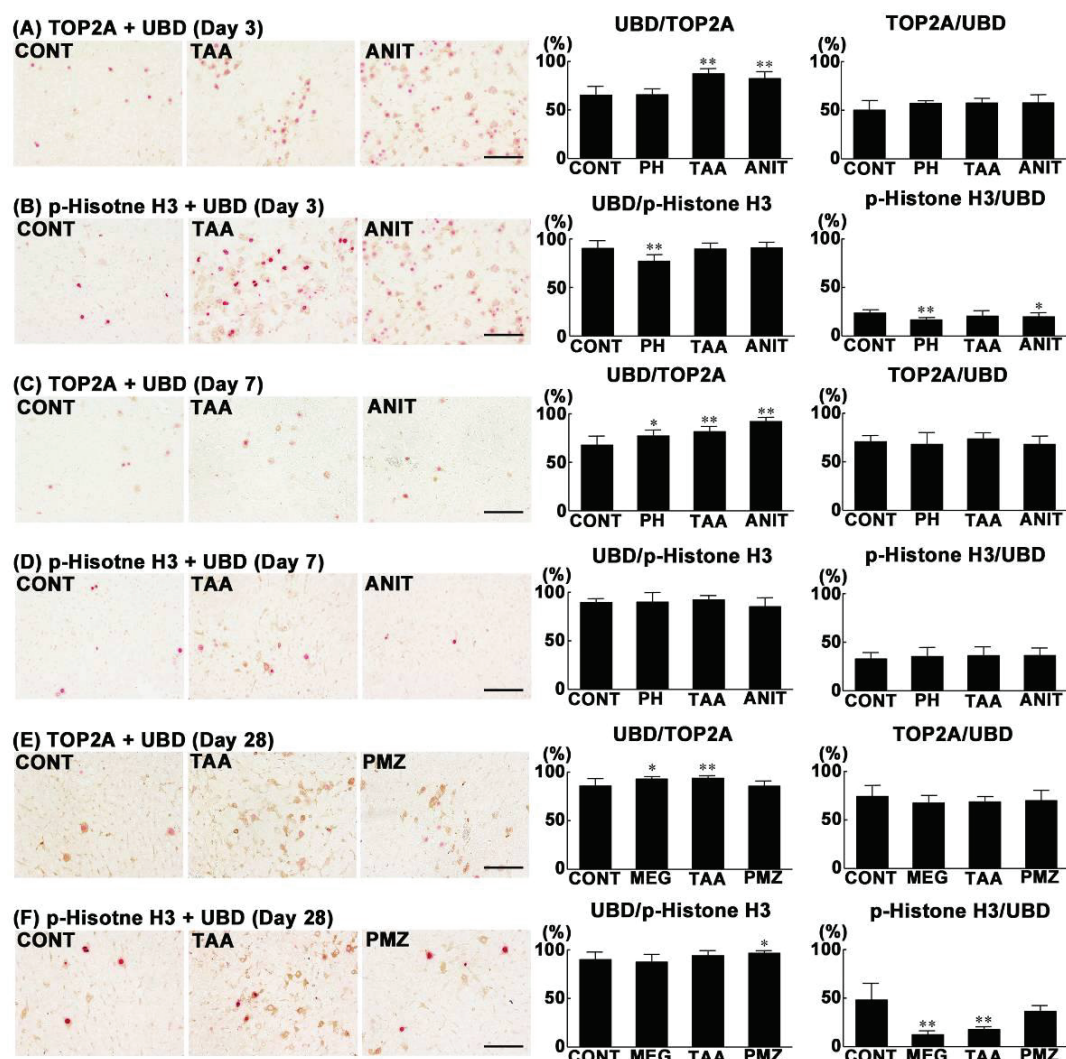 (A) TOP2A + UBD (Day 3)
CONT TAA ANIT
UBD/TOP2A
(%)
100
50
0
** **
CONT PH TAA ANIT
TOP2A/UBD
(%)
100
50
0
CONT PH TAA ANIT
(B) p-Hisotne H3 + UBD (Day 3)
CONT TAA ANIT
UBD/p-Histone H3
(%)
100
50
0
**
CONT PH TAA ANIT
p-Histone H3/UBD
(%)
100
50
0
** *
CONT PH TAA ANIT
(C) TOP2A + UBD (Day 7)
CONT TAA ANIT
UBD/TOP2A
(%)
100
50
0
* ** **
CONT PH TAA ANIT
TOP2A/UBD
(%)
100
50
0
CONT PH TAA ANIT
(D) p-Hisotne H3 + UBD (Day 7)
CONT TAA ANIT
UBD/p-Histone H3
(%)
100
50
0
CONT PH TAA ANIT
p-Histone H3/UBD
(%)
100
50
0
CONT PH TAA ANIT
(E) TOP2A + UBD (Day 28)
CONT TAA PMZ
UBD/TOP2A
(%)
100
50
0
* **
CONT MEG TAA PMZ
TOP2A/UBD
(%)
100
50
0
CONT MEG TAA PMZ
(F) p-Hisotne H3 + UBD (Day 28)
CONT TAA PMZ
UBD/p-Histone H3
(%)
100
50
0
*
CONT MEG TAA PMZ
p-Histone H3/UBD
(%)
100
50
0
** **
CONT MEG TAA PMZ